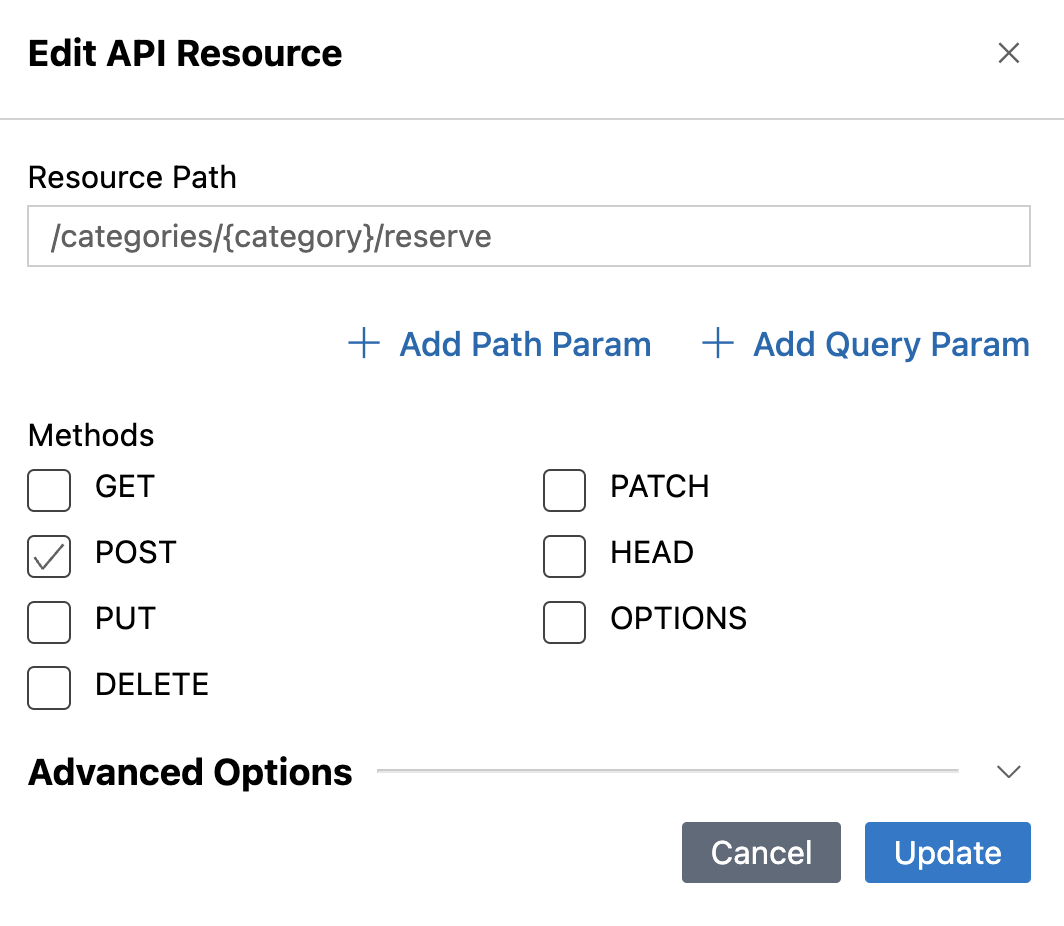 Edit API Resource
Resource Path
/categories/{category}/reserve
Add Path Param
Add Query Param
Methods
GET
PATCH
POST
HEAD
PUT
OPTIONS
DELETE
Advanced Options
Cancel
Update